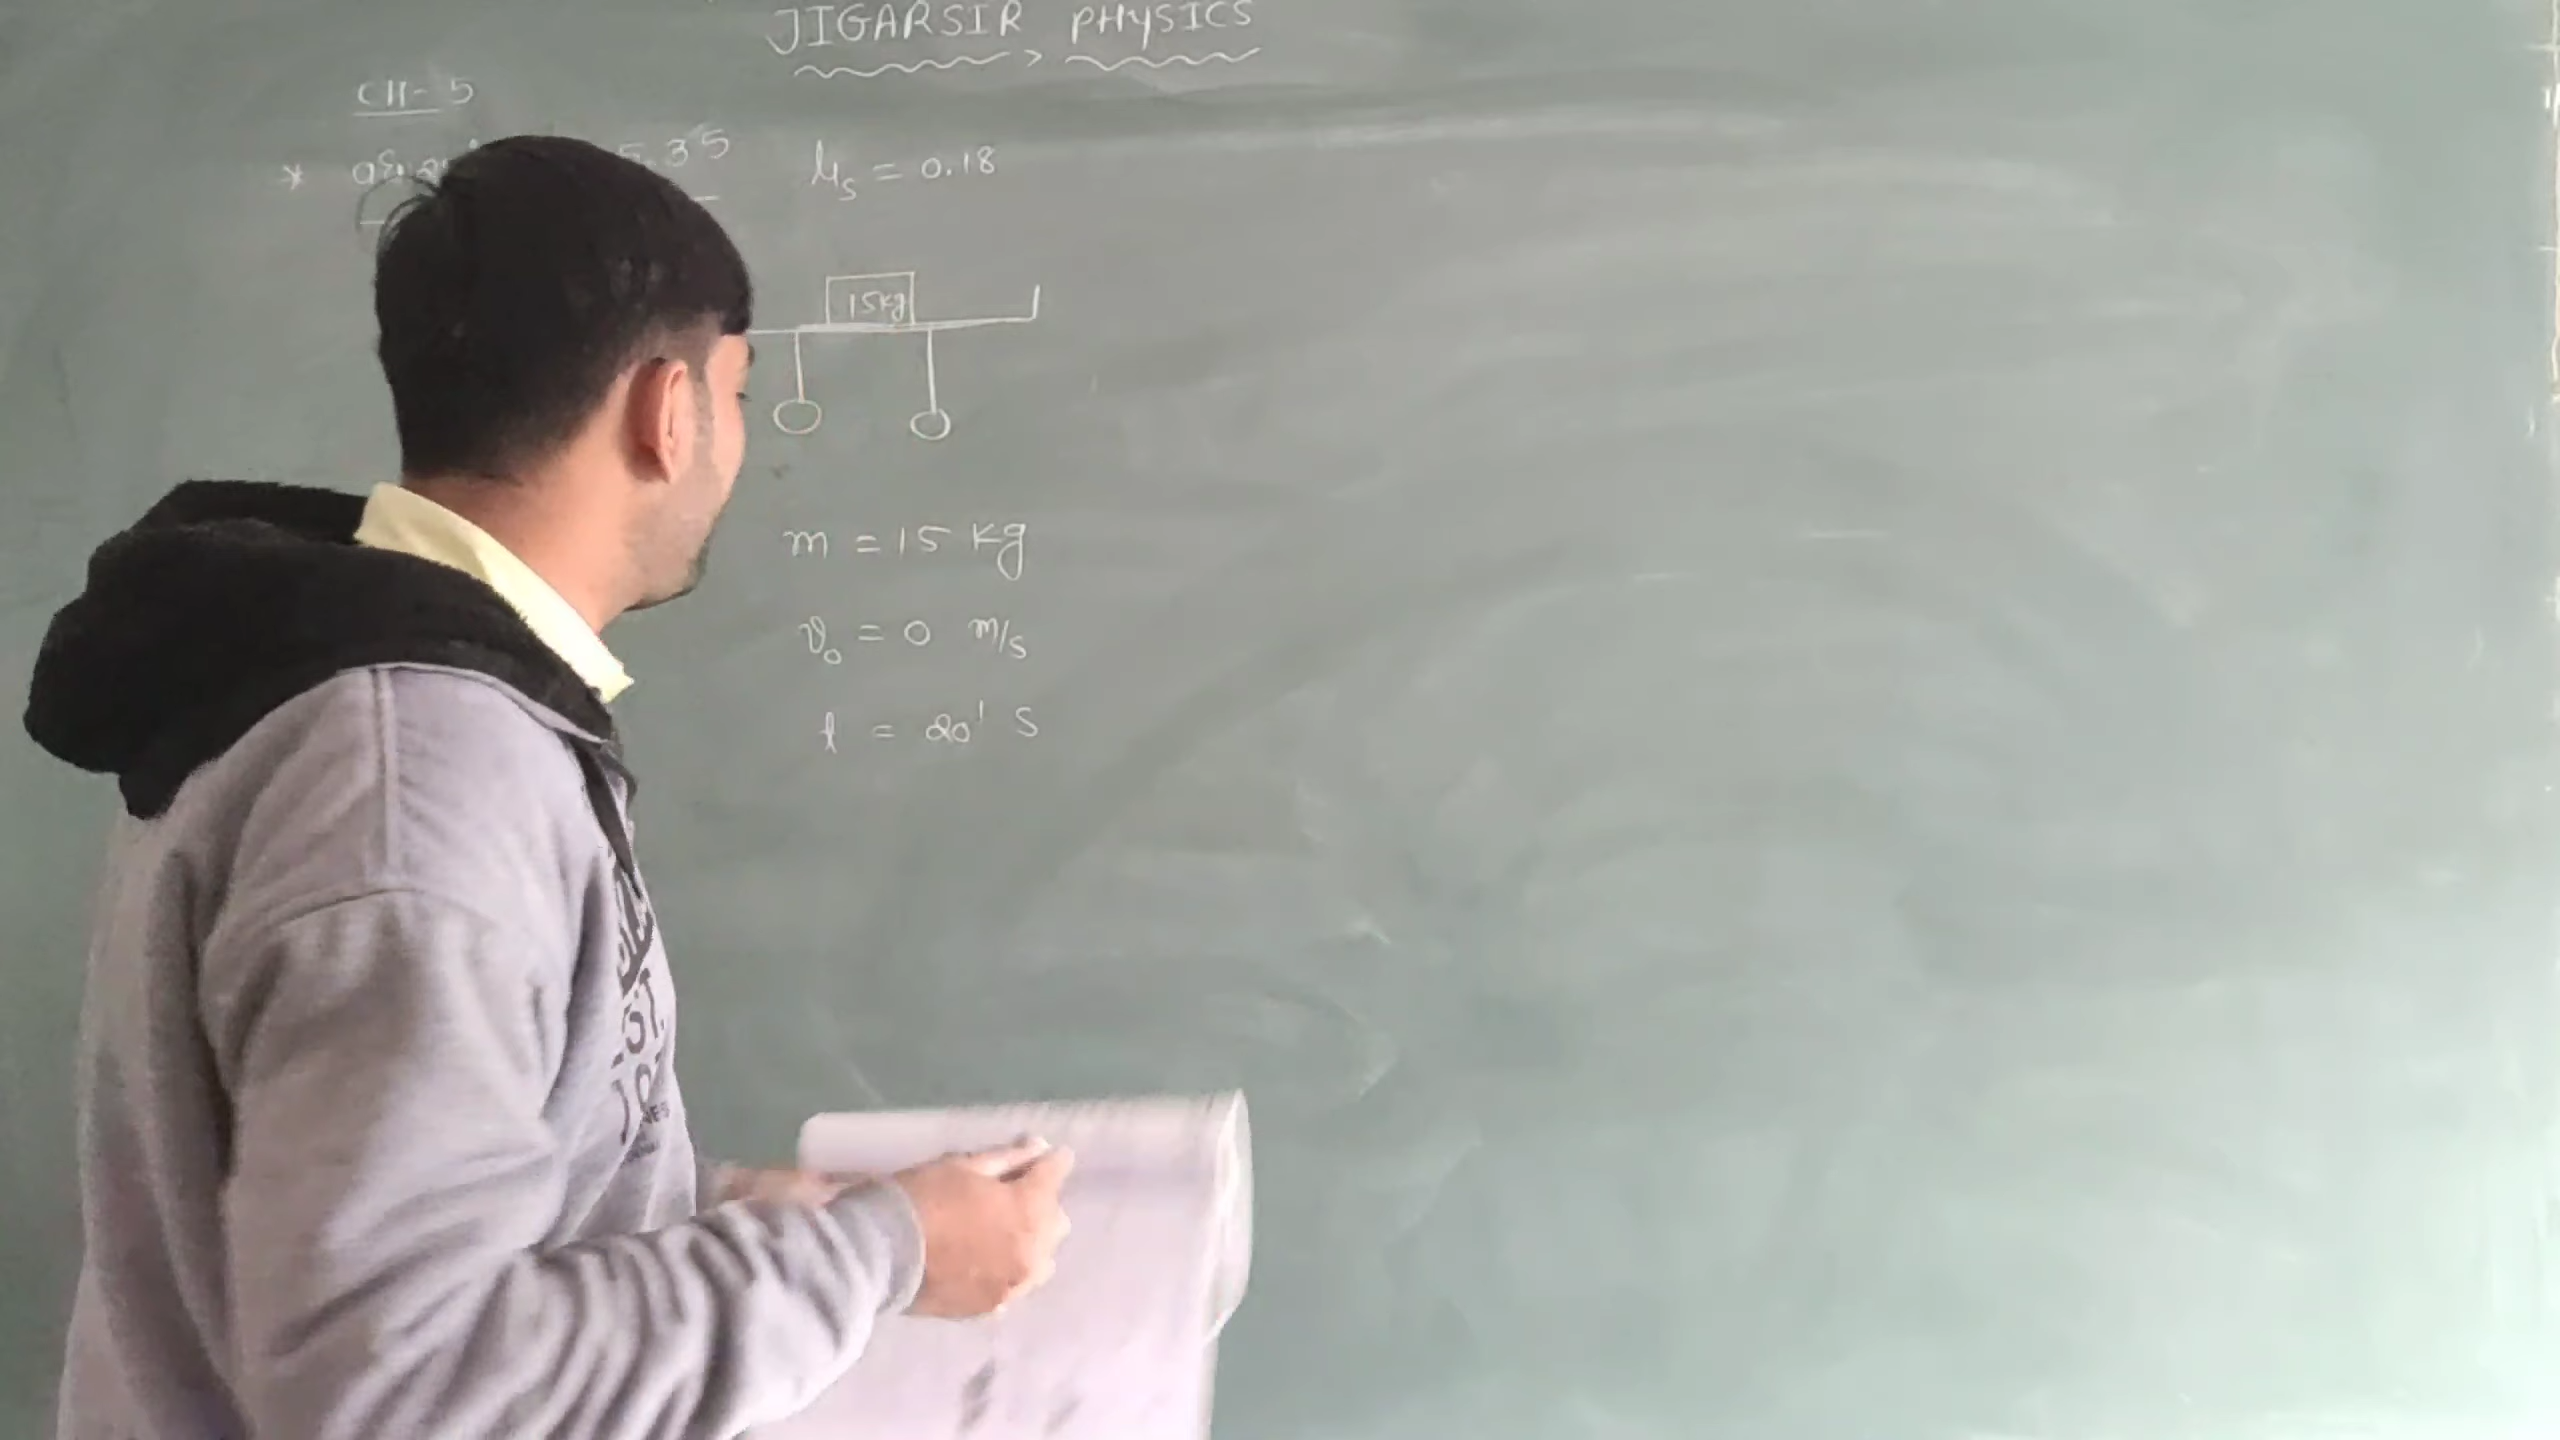 JIGARSIR PHYSICS
CH-5
* 5.35
μs = 0.18
15kg
m = 15 kg
v₀ = 0 m/s
t = 20' S